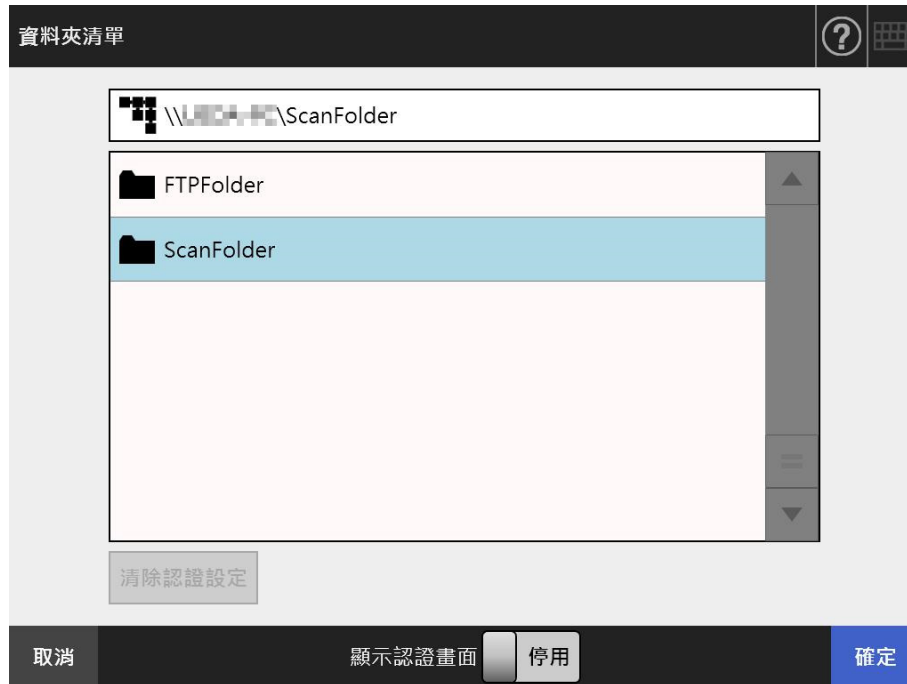 資料夾清單
\\ \ScanFolder
FTPFolder
ScanFolder
清除認證設定
取消
顯示認證畫面
停用
確定